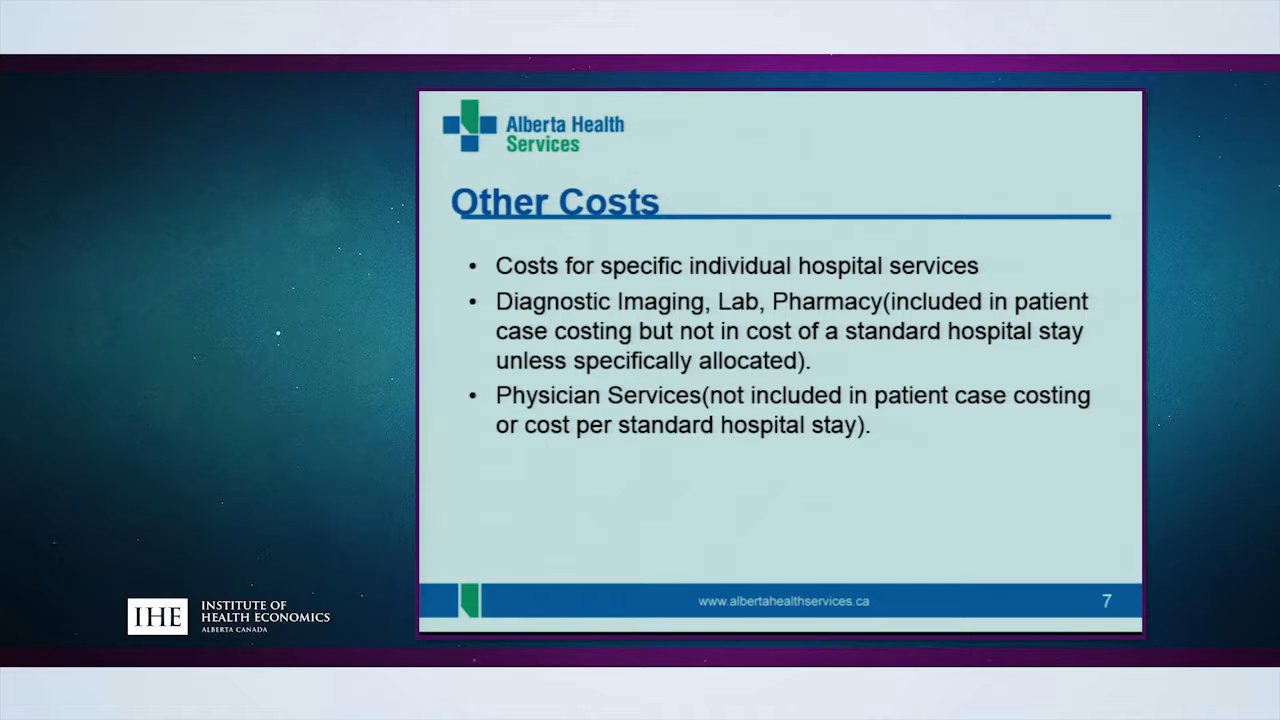 Alberta Health
Services
Other Costs
• Costs for specific individual hospital services
• Diagnostic Imaging, Lab, Pharmacy(included in patient
case costing but not in cost of a standard hospital stay
unless specifically allocated).
• Physician Services(not included in patient case costing
or cost per standard hospital stay).
www.albertahealthservices.ca
7
IHE
INSTITUTE OF
HEALTH ECONOMICS
ALBERTA CANADA